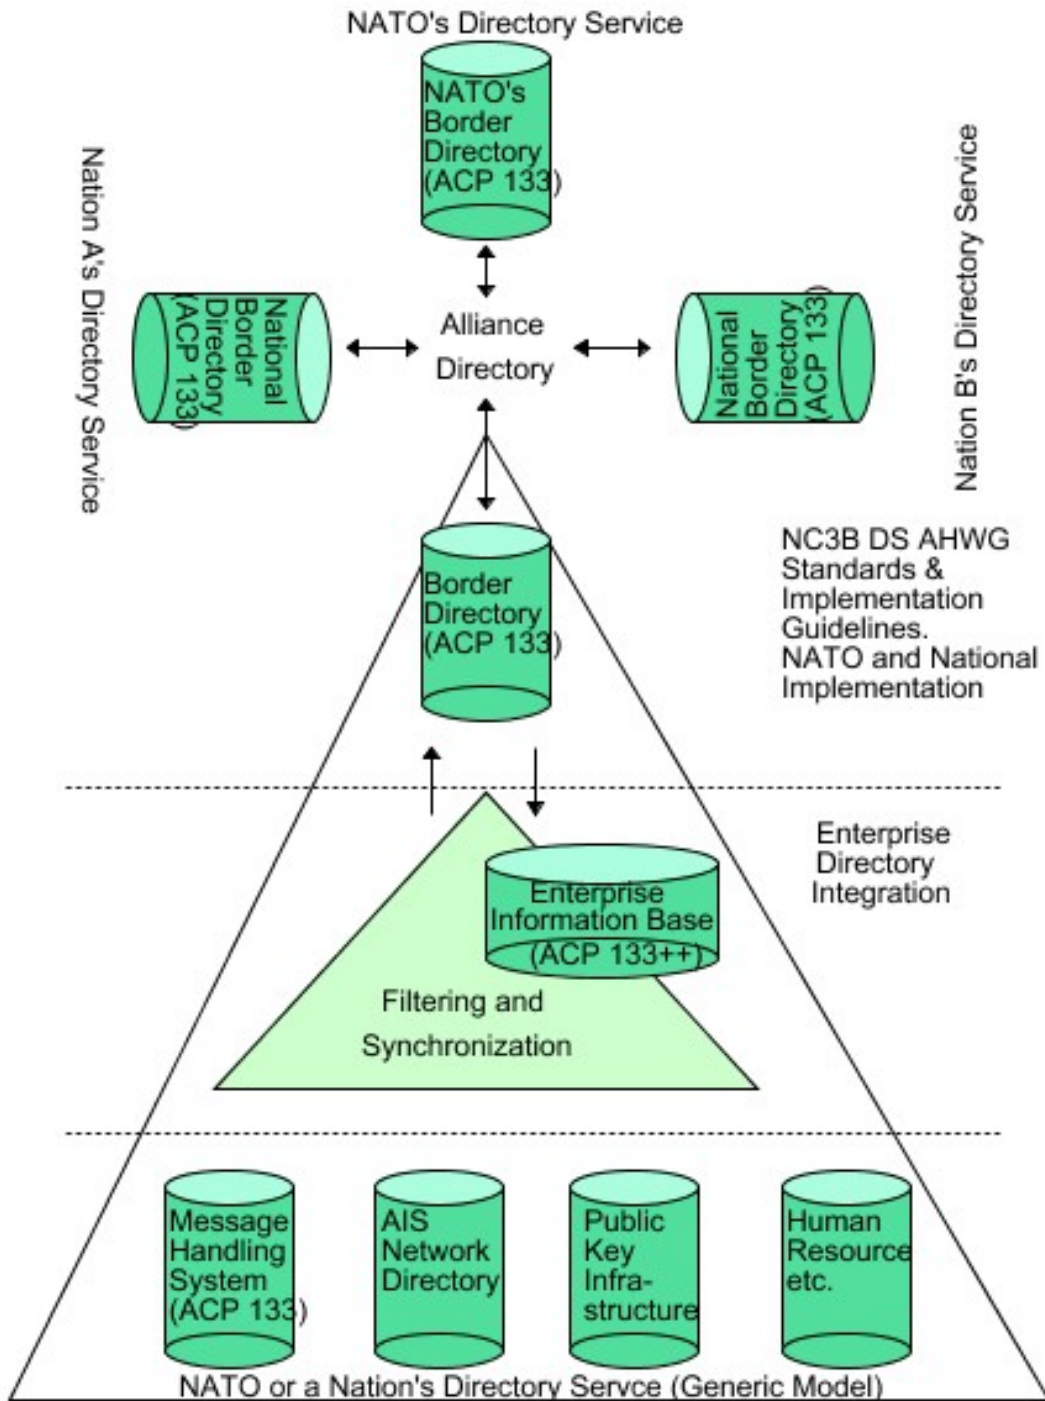 NATO's Directory Service
NATO's
Border
Directory
(ACP 133)
Nation A's Directory Service
National
Border
Directory
(ACP 133)
Alliance
Directory
National
Border
Directory
(ACP 133)
Nation B's Directory Service
Border
Directory
(ACP 133)
NC3B DS AHWG
Standards &
Implementation
Guidelines.
NATO and National
Implementation
Enterprise
Directory
Integration
Enterprise
Information Base
(ACP 133++)
Filtering and
Synchronization
Message
Handling
System
(ACP 133)
AIS
Network
Directory
Public
Key
Infra-
structure
Human
Resource
etc.
NATO or a Nation's Directory Servce (Generic Model)